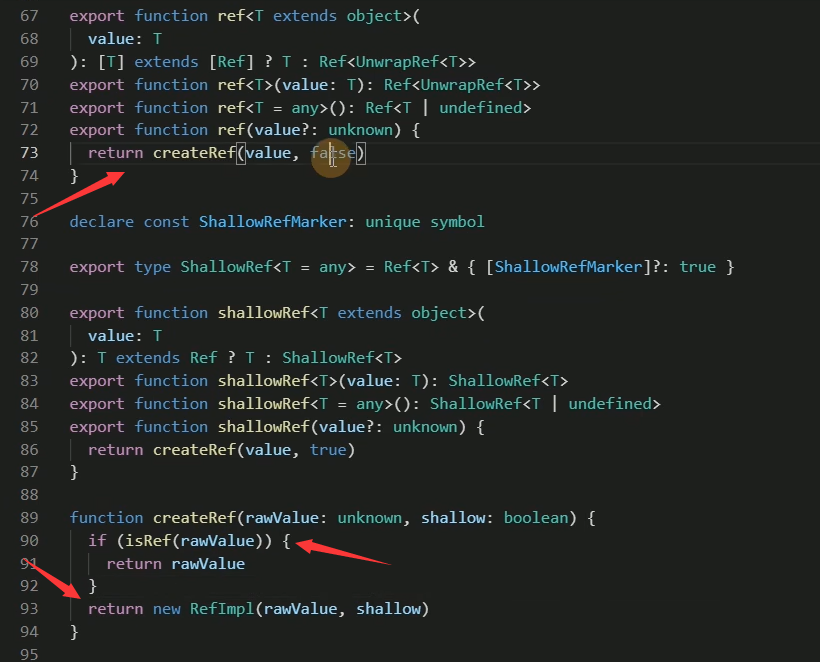 67 export function ref<T extends object>(
68   value: T
69 ): [T] extends [Ref] ? T : Ref<UnwrapRef<T>>
70 export function ref<T>(value: T): Ref<UnwrapRef<T>>
71 export function ref<T = any>(): Ref<T | undefined>
72 export function ref(value?: unknown) {
73   return createRef(value, false)
74 }
75
76 declare const ShallowRefMarker: unique symbol
77
78 export type ShallowRef<T = any> = Ref<T> & { [ShallowRefMarker]?: true }
79
80 export function shallowRef<T extends object>(
81   value: T
82 ): T extends Ref ? T : ShallowRef<T>
83 export function shallowRef<T>(value: T): ShallowRef<T>
84 export function shallowRef<T = any>(): ShallowRef<T | undefined>
85 export function shallowRef(value?: unknown) {
86   return createRef(value, true)
87 }
88
89 function createRef(rawValue: unknown, shallow: boolean) {
90   if (isRef(rawValue)) {
91     return rawValue
92   }
93   return new RefImpl(rawValue, shallow)
94 }
95